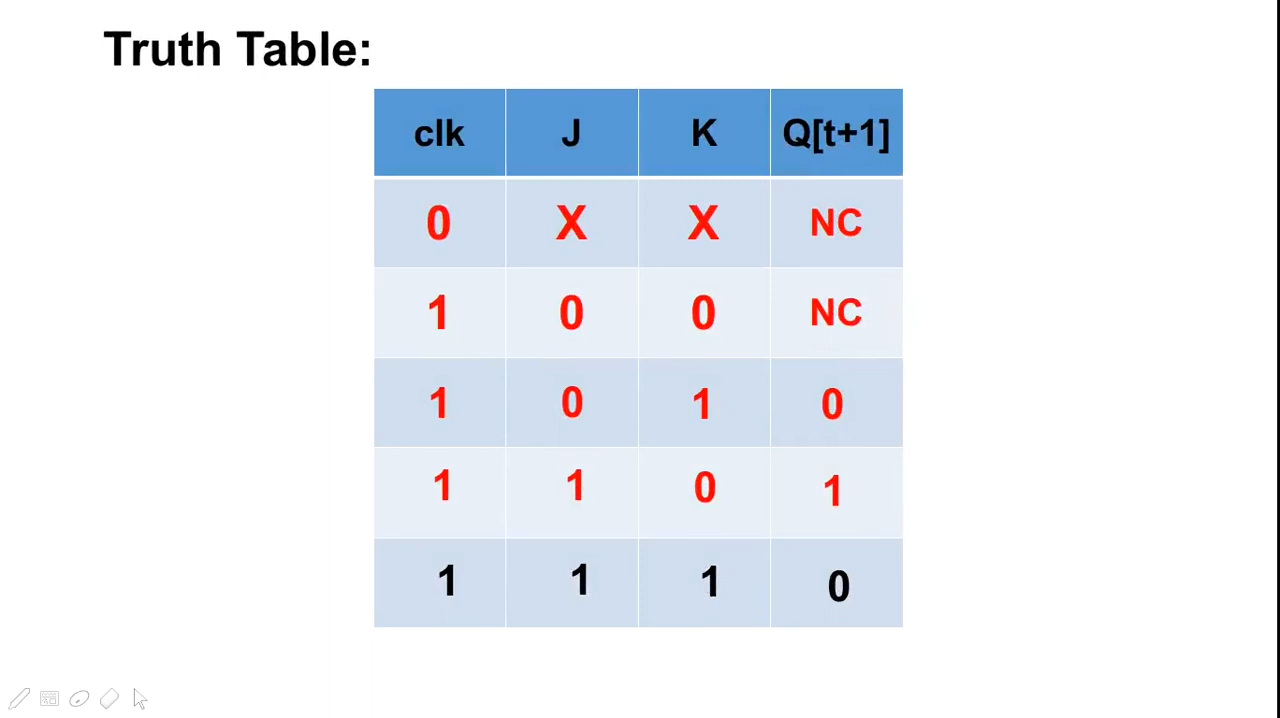 Truth Table:
clk J K Q[t+1]
0 X X NC
1 0 0 NC
1 0 1 0
1 1 0 1
1 1 1 0